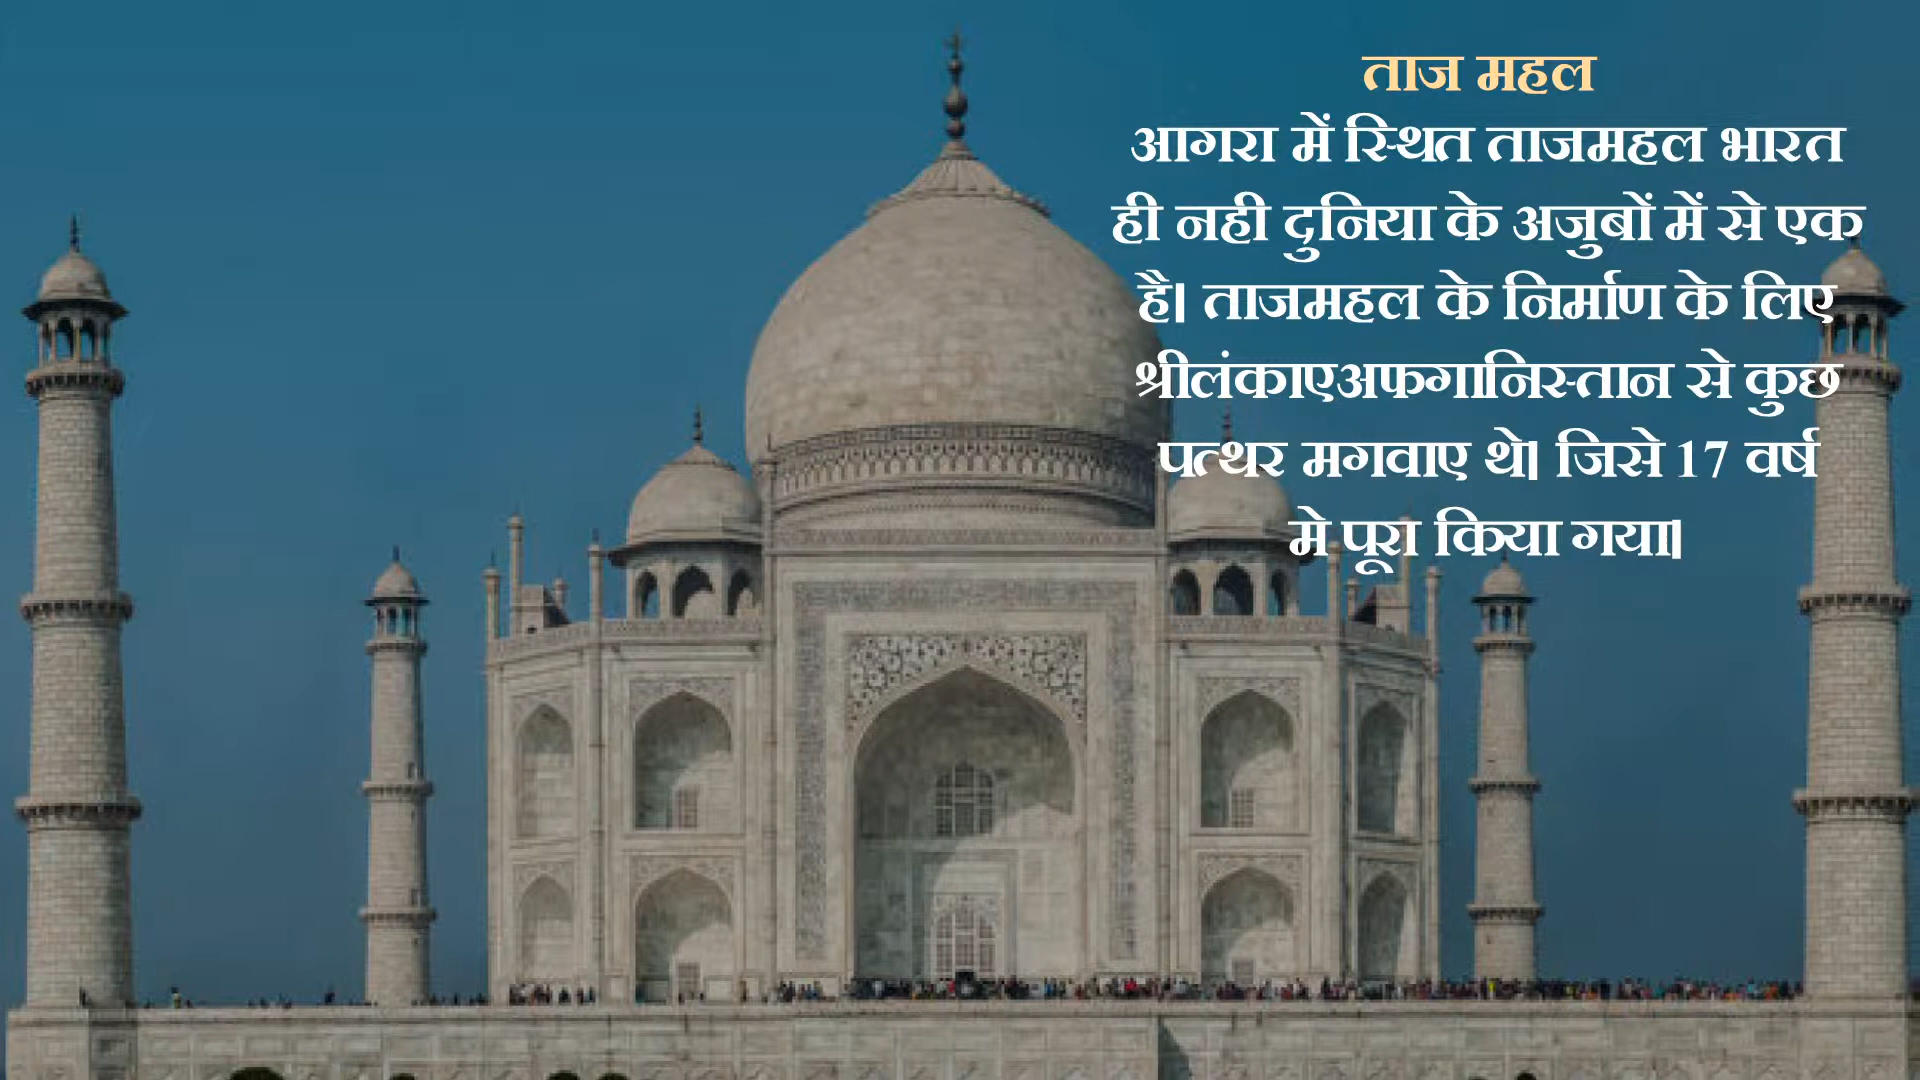 ताज महल
आगरा में स्थित ताजमहल भारत
ही नही दुनिया के अजुबों में से एक
है। ताजमहल के निर्माण के लिए
श्रीलंकाएअफगानिस्तान से कुछ
पत्थर मगवाए थे। जिसे 17 वर्ष
मे पूरा किया गया।